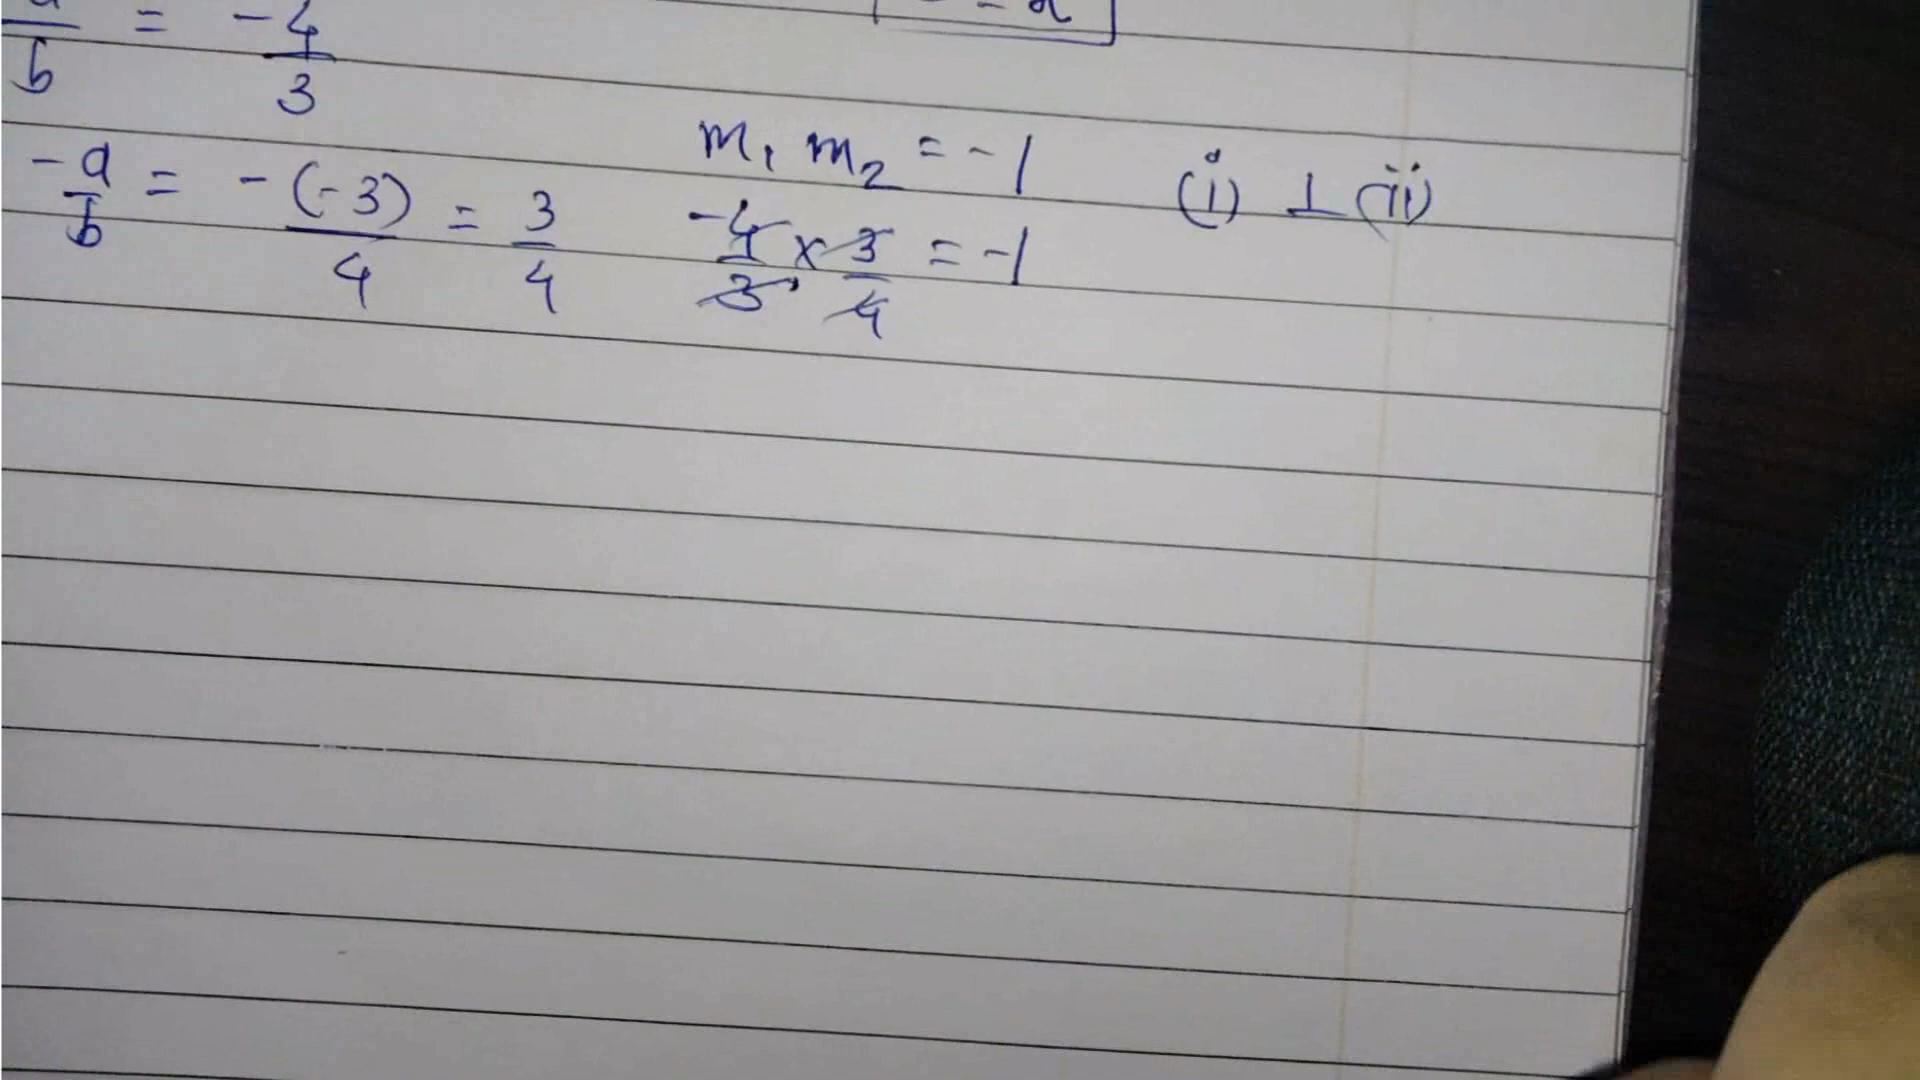 a/b = -4/3
-a/b = -(-3)/4 = 3/4
m₁ m₂ = -1 (i) ⊥ (ii)
-4/3 × 3/4 = -1